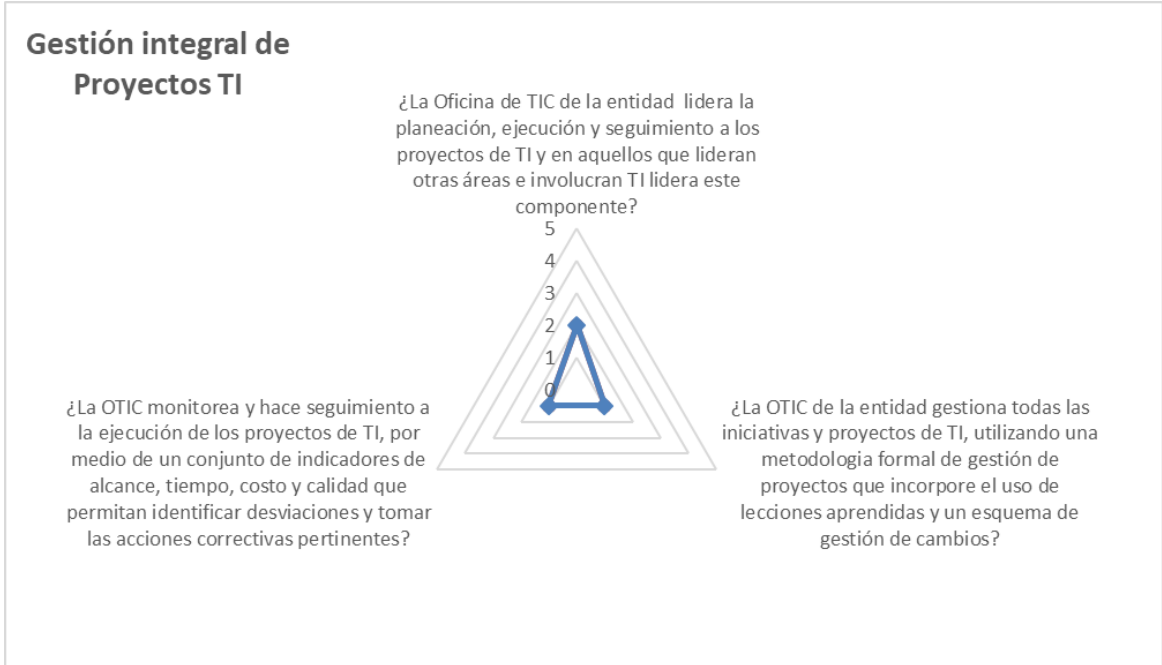 Gestión integral de
Proyectos TI
¿La Oficina de TIC de la entidad  lidera la
planeación, ejecución y seguimiento a los
proyectos de TI y en aquellos que lideran
otras áreas e involucran TI lidera este
componente?
5
4
3
2
1
0
¿La OTIC monitorea y hace seguimiento a
la ejecución de los proyectos de TI, por
medio de un conjunto de indicadores de
alcance, tiempo, costo y calidad que
permitan identificar desviaciones y tomar
las acciones correctivas pertinentes?
¿La OTIC de la entidad gestiona todas las
iniciativas y proyectos de TI, utilizando una
metodologia formal de gestión de
proyectos que incorpore el uso de
lecciones aprendidas y un esquema de
gestión de cambios?